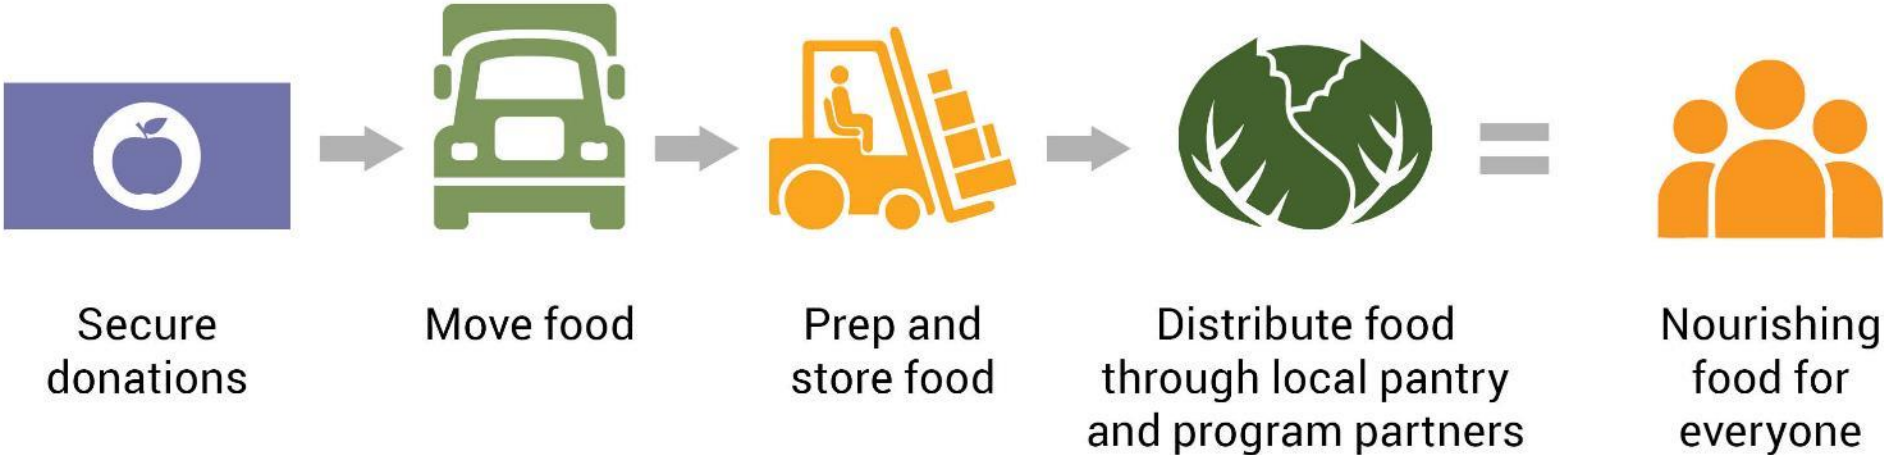 Secure
donations
Move food
Prep and
store food
Distribute food
through local pantry
and program partners
Nourishing
food for
everyone